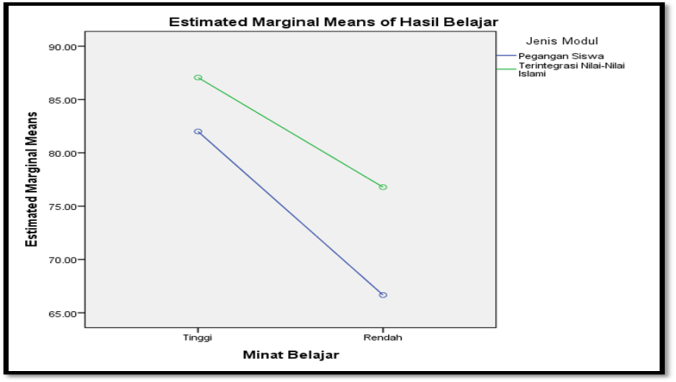 Estimated Marginal Means of Hasil Belajar
Jenis Modul
Pegangan Siswa
Terintegrasi Nilai-Nilai
Islami
Estimated Marginal Means
90.00
85.00
80.00
75.00
70.00
65.00
Tinggi
Rendah
Minat Belajar